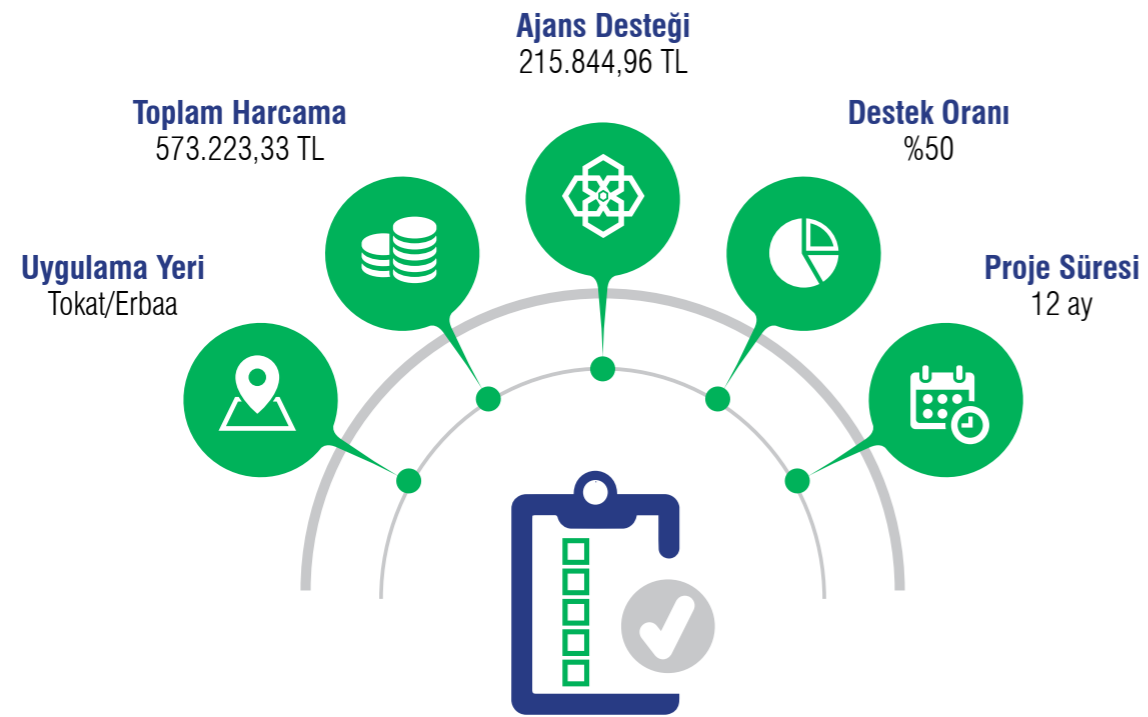 Uygulama Yeri
Tokat/Erbaa
Toplam Harcama
573.223,33 TL
Ajans Desteği
215.844,96 TL
Destek Oranı
%50
Proje Süresi
12 ay